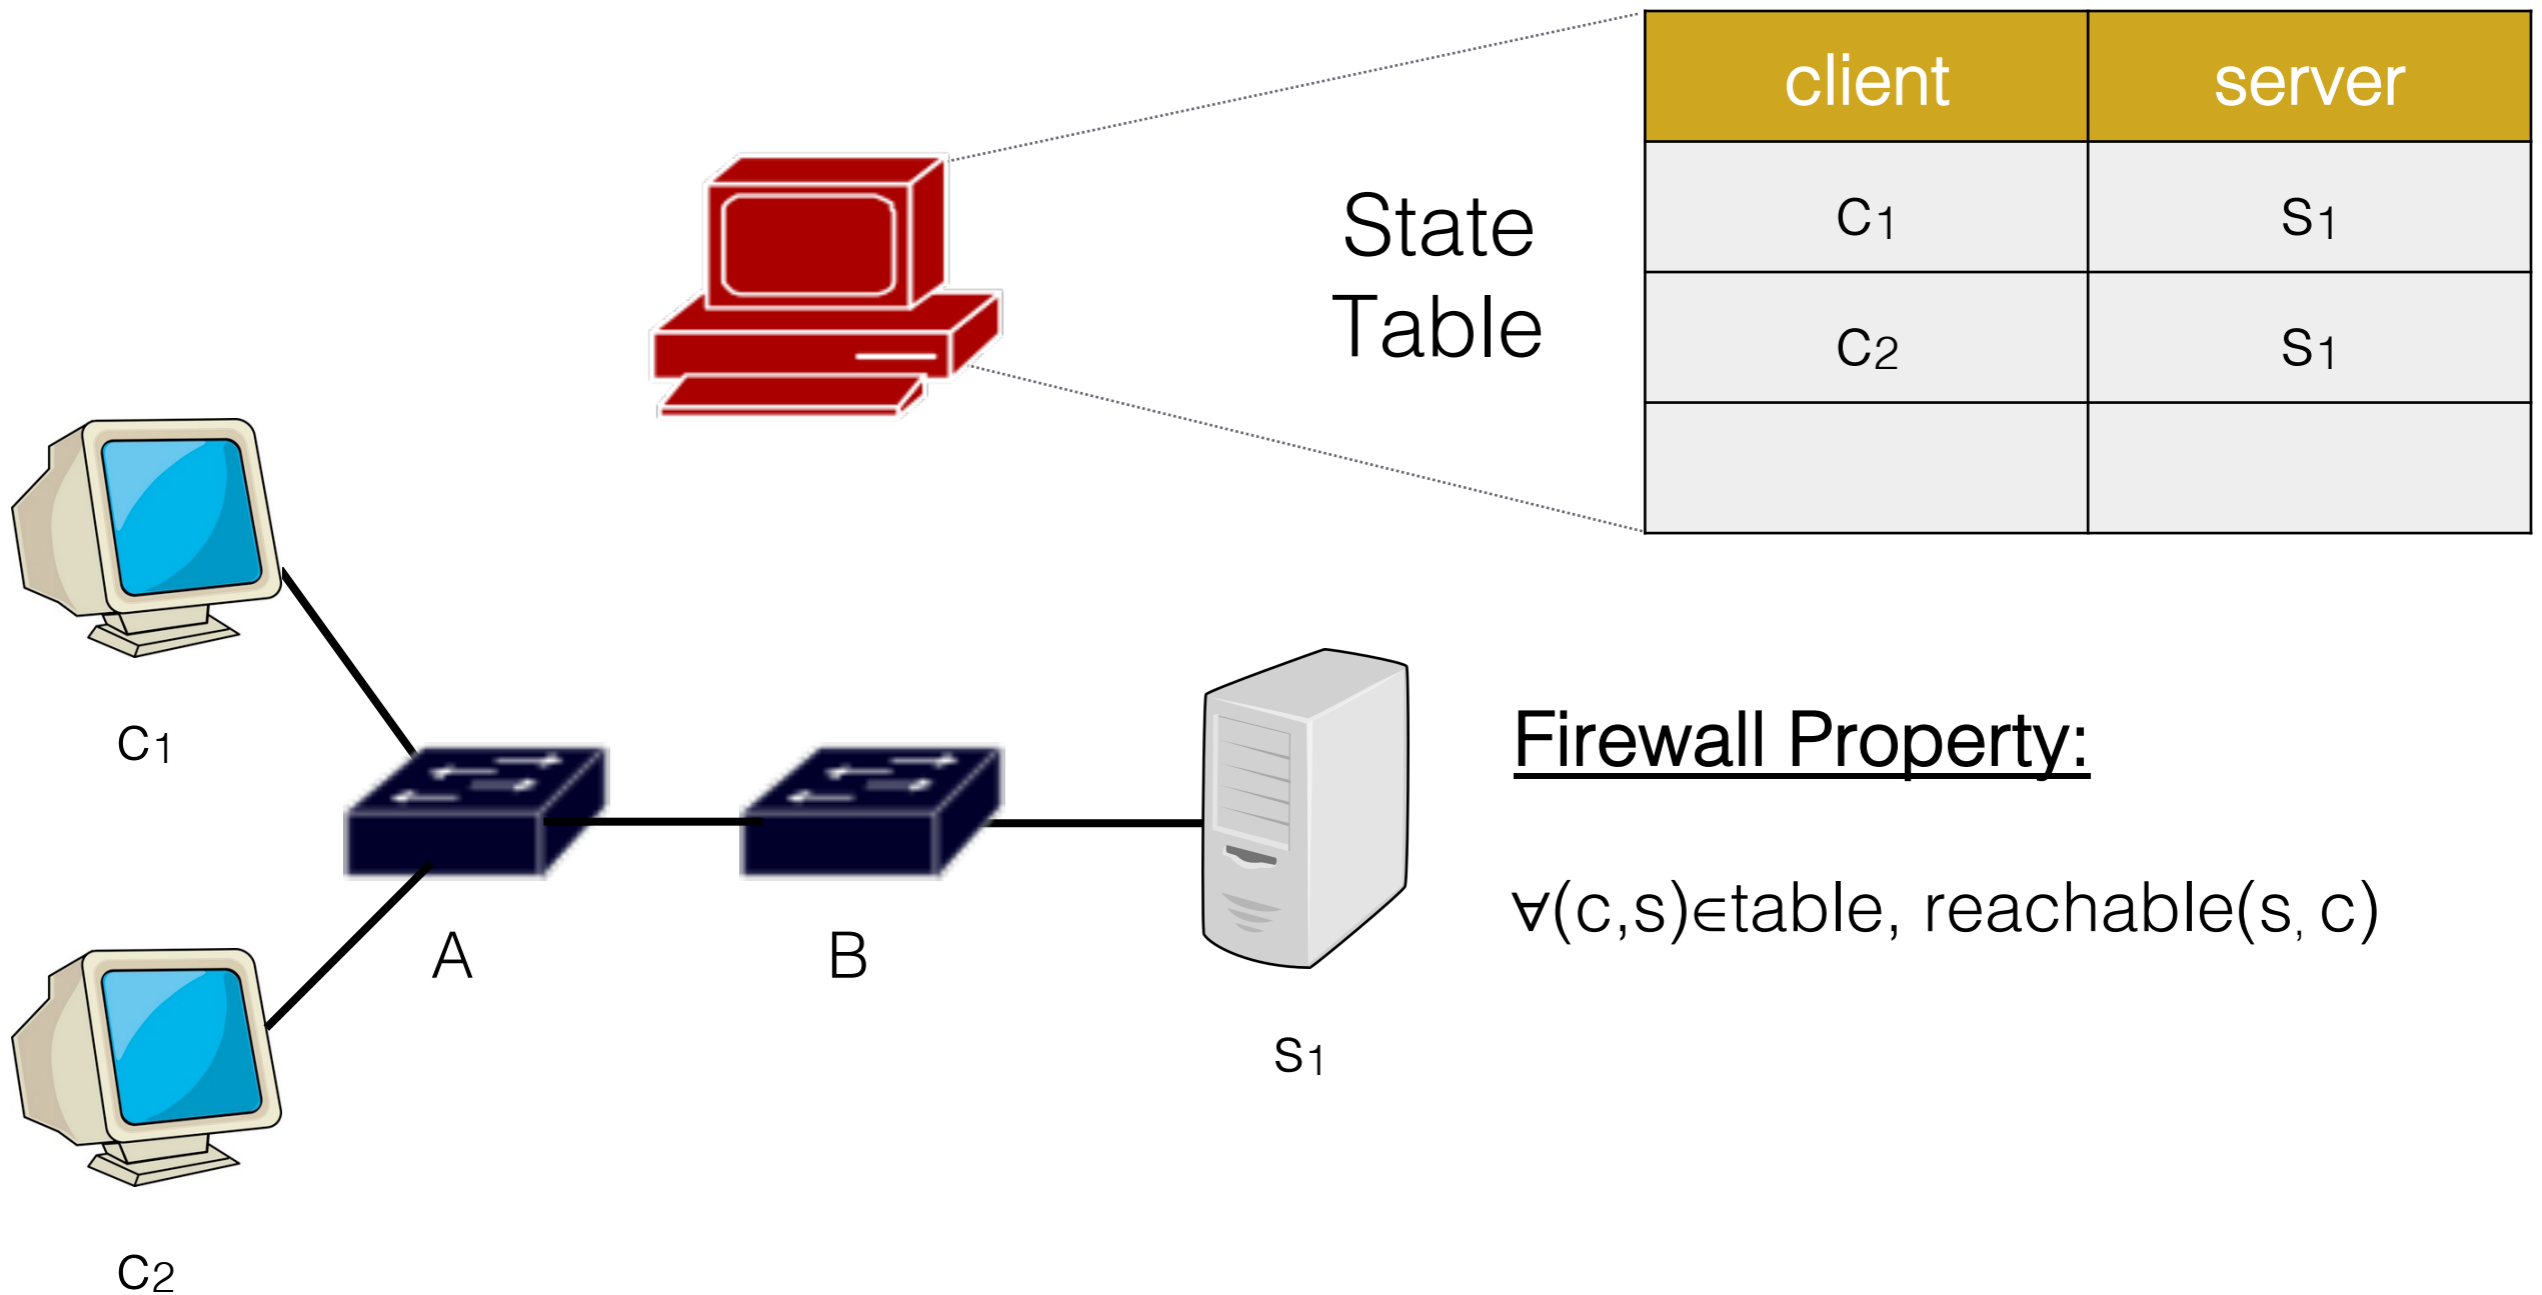 client server
State
Table
C1 S1
C2 S1
C1
Firewall Property:
∀(c,s)∈table, reachable(s, c)
A B
S1
C2